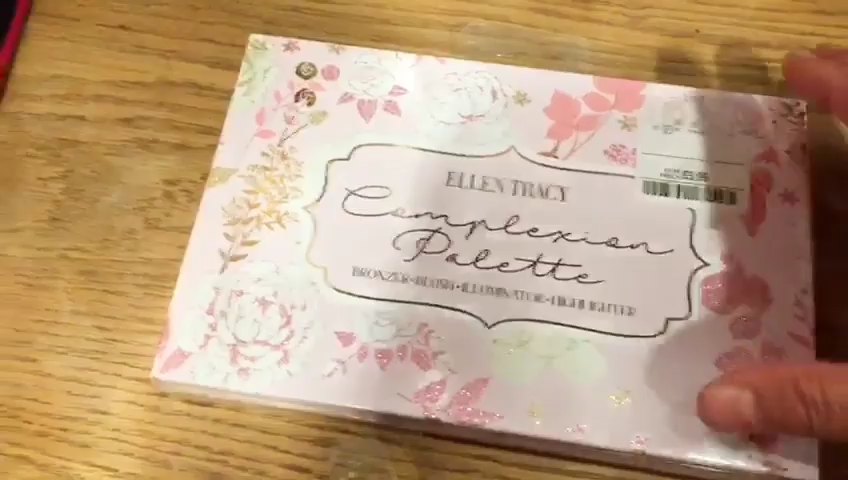 ELLEN TRACY
Complexion
Palette
BRONZER•BLUSH•ILLUMINATOR•HIGHLIGHTER